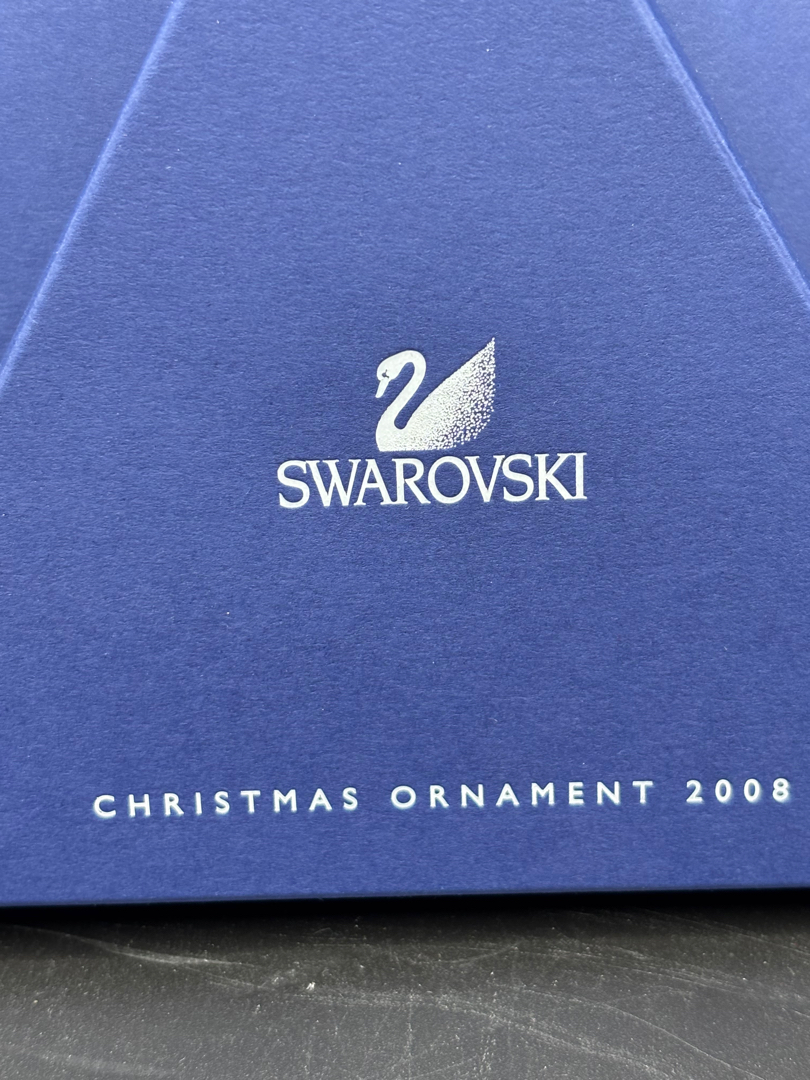 SWAROVSKI
CHRISTMAS ORNAMENT 2008